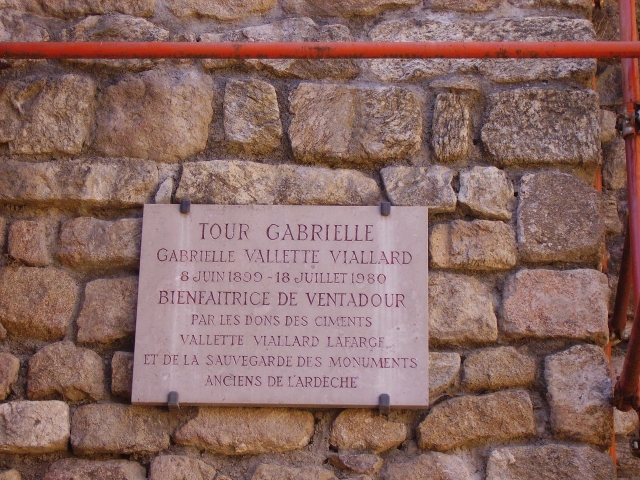 TOUR GABRIELLE
GABRIELLE VALLETTE VIALLARD
8 JUIN 1899 - 18 JUILLET 1980
BIENFAITRICE DE VENTADOUR
PAR LES DONS DES CIMENTS
VALLETTE VIALLARD LAFARGE
ET DE LA SAUVEGARDE DES MONUMENTS
ANCIENS DE L'ARDÈCHE